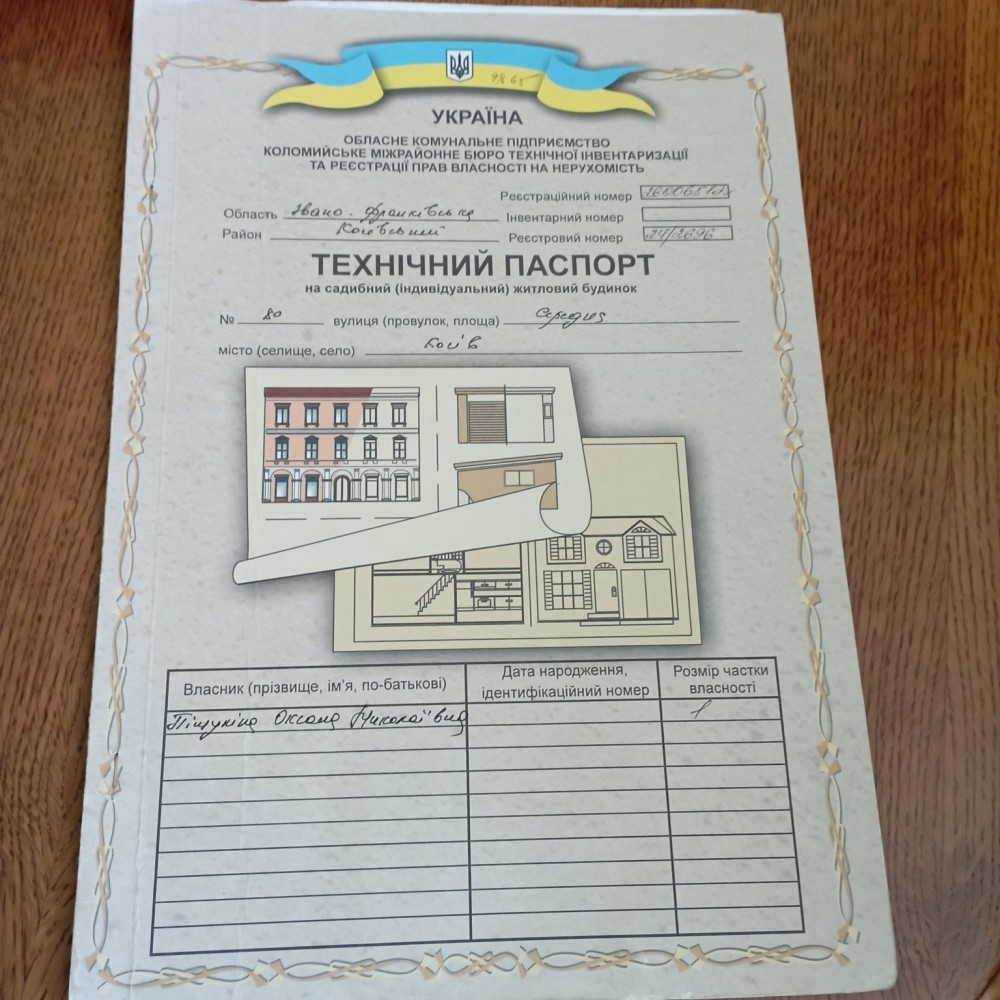 УКРАЇНА
ОБЛАСНЕ КОМУНАЛЬНЕ ПІДПРИЄМСТВО
КОЛОМИЙСЬКЕ МІЖРАЙОННЕ БЮРО ТЕХНІЧНОЇ ІНВЕНТАРИЗАЦІЇ
ТА РЕЄСТРАЦІЇ ПРАВ ВЛАСНОСТІ НА НЕРУХОМІСТЬ
Реєстраційний номер
Область Івано-Франківська Інвентарний номер
Район Косівський Реєстровий номер 24/2696
ТЕХНІЧНИЙ ПАСПОРТ
на садибний (індивідуальний) житловий будинок
№ 80 вулиця (провулок, площа) Середня
місто (селище, село) Косів
Власник (прізвище, ім'я, по-батькові) Дата народження, ідентифікаційний номер Розмір частки власності
Оксана Миколаївна 1